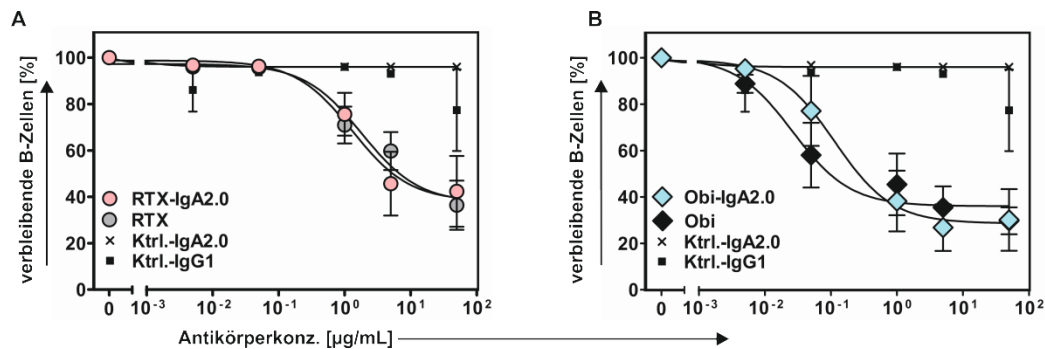 A
verbleibende B-Zellen [%]
100
80
60
40
20
0
RTX-IgA2.0
RTX
Ktrl.-IgA2.0
Ktrl.-IgG1
0 10⁻³ 10⁻² 10⁻¹ 10⁰ 10¹ 10²
B
verbleibende B-Zellen [%]
100
80
60
40
20
0
Obi-IgA2.0
Obi
Ktrl.-IgA2.0
Ktrl.-IgG1
0 10⁻³ 10⁻² 10⁻¹ 10⁰ 10¹ 10²
Antikörperkonz. [µg/mL]